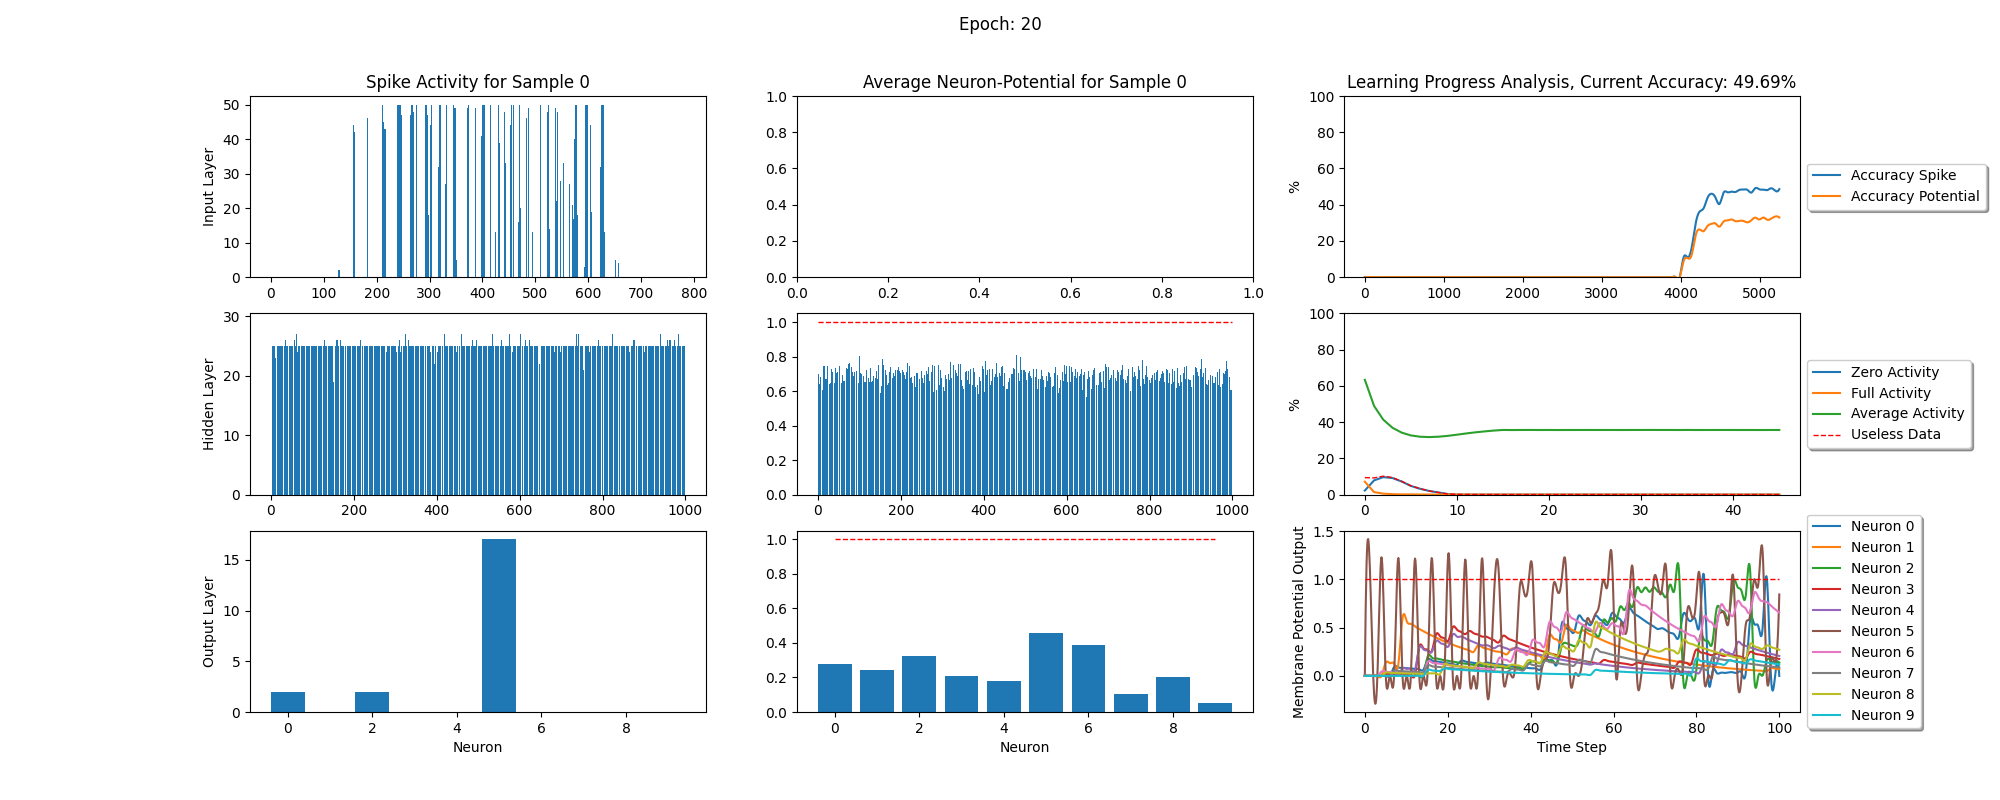 Epoch: 20
Spike Activity for Sample 0
Average Neuron-Potential for Sample 0
Learning Progress Analysis, Current Accuracy: 49.69%
Input Layer
50
40
30
20
10
0
0 100 200 300 400 500 600 700 800
1.0
0.8
0.6
0.4
0.2
0.0
0.0 0.2 0.4 0.6 0.8 1.0
%
100
80
60
40
20
0
0 1000 2000 3000 4000 5000
Accuracy Spike
Accuracy Potential
Hidden Layer
30
20
10
0
0 200 400 600 800 1000
1.0
0.8
0.6
0.4
0.2
0.0
0 200 400 600 800 1000
%
100
80
60
40
20
0
0 10 20 30 40
Zero Activity
Full Activity
Average Activity
Useless Data
Output Layer
15
10
5
0
0 2 4 6 8
Neuron
1.0
0.8
0.6
0.4
0.2
0.0
0 2 4 6 8
Neuron
Membrane Potential Output
1.5
1.0
0.5
0.0
0 20 40 60 80 100
Time Step
Neuron 0
Neuron 1
Neuron 2
Neuron 3
Neuron 4
Neuron 5
Neuron 6
Neuron 7
Neuron 8
Neuron 9